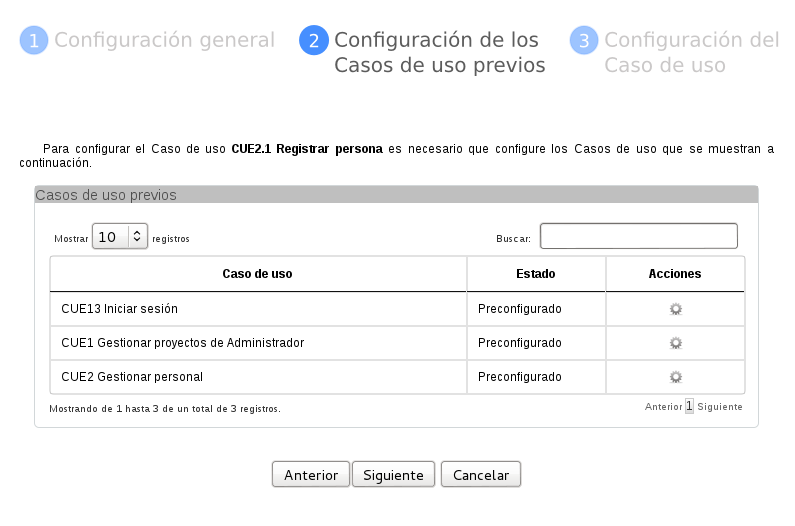 1 Configuración general
2 Configuración de los
Casos de uso previos
3 Configuración del
Caso de uso
Para configurar el Caso de uso CUE2.1 Registrar persona es necesario que configure los Casos de uso que se muestran a
continuación.
Casos de uso previos
Mostrar 10 registros
Buscar:
Caso de uso Estado Acciones
CUE13 Iniciar sesión Preconfigurado
CUE1 Gestionar proyectos de Administrador Preconfigurado
CUE2 Gestionar personal Preconfigurado
Mostrando de 1 hasta 3 de un total de 3 registros.
Anterior 1 Siguiente
Anterior Siguiente Cancelar